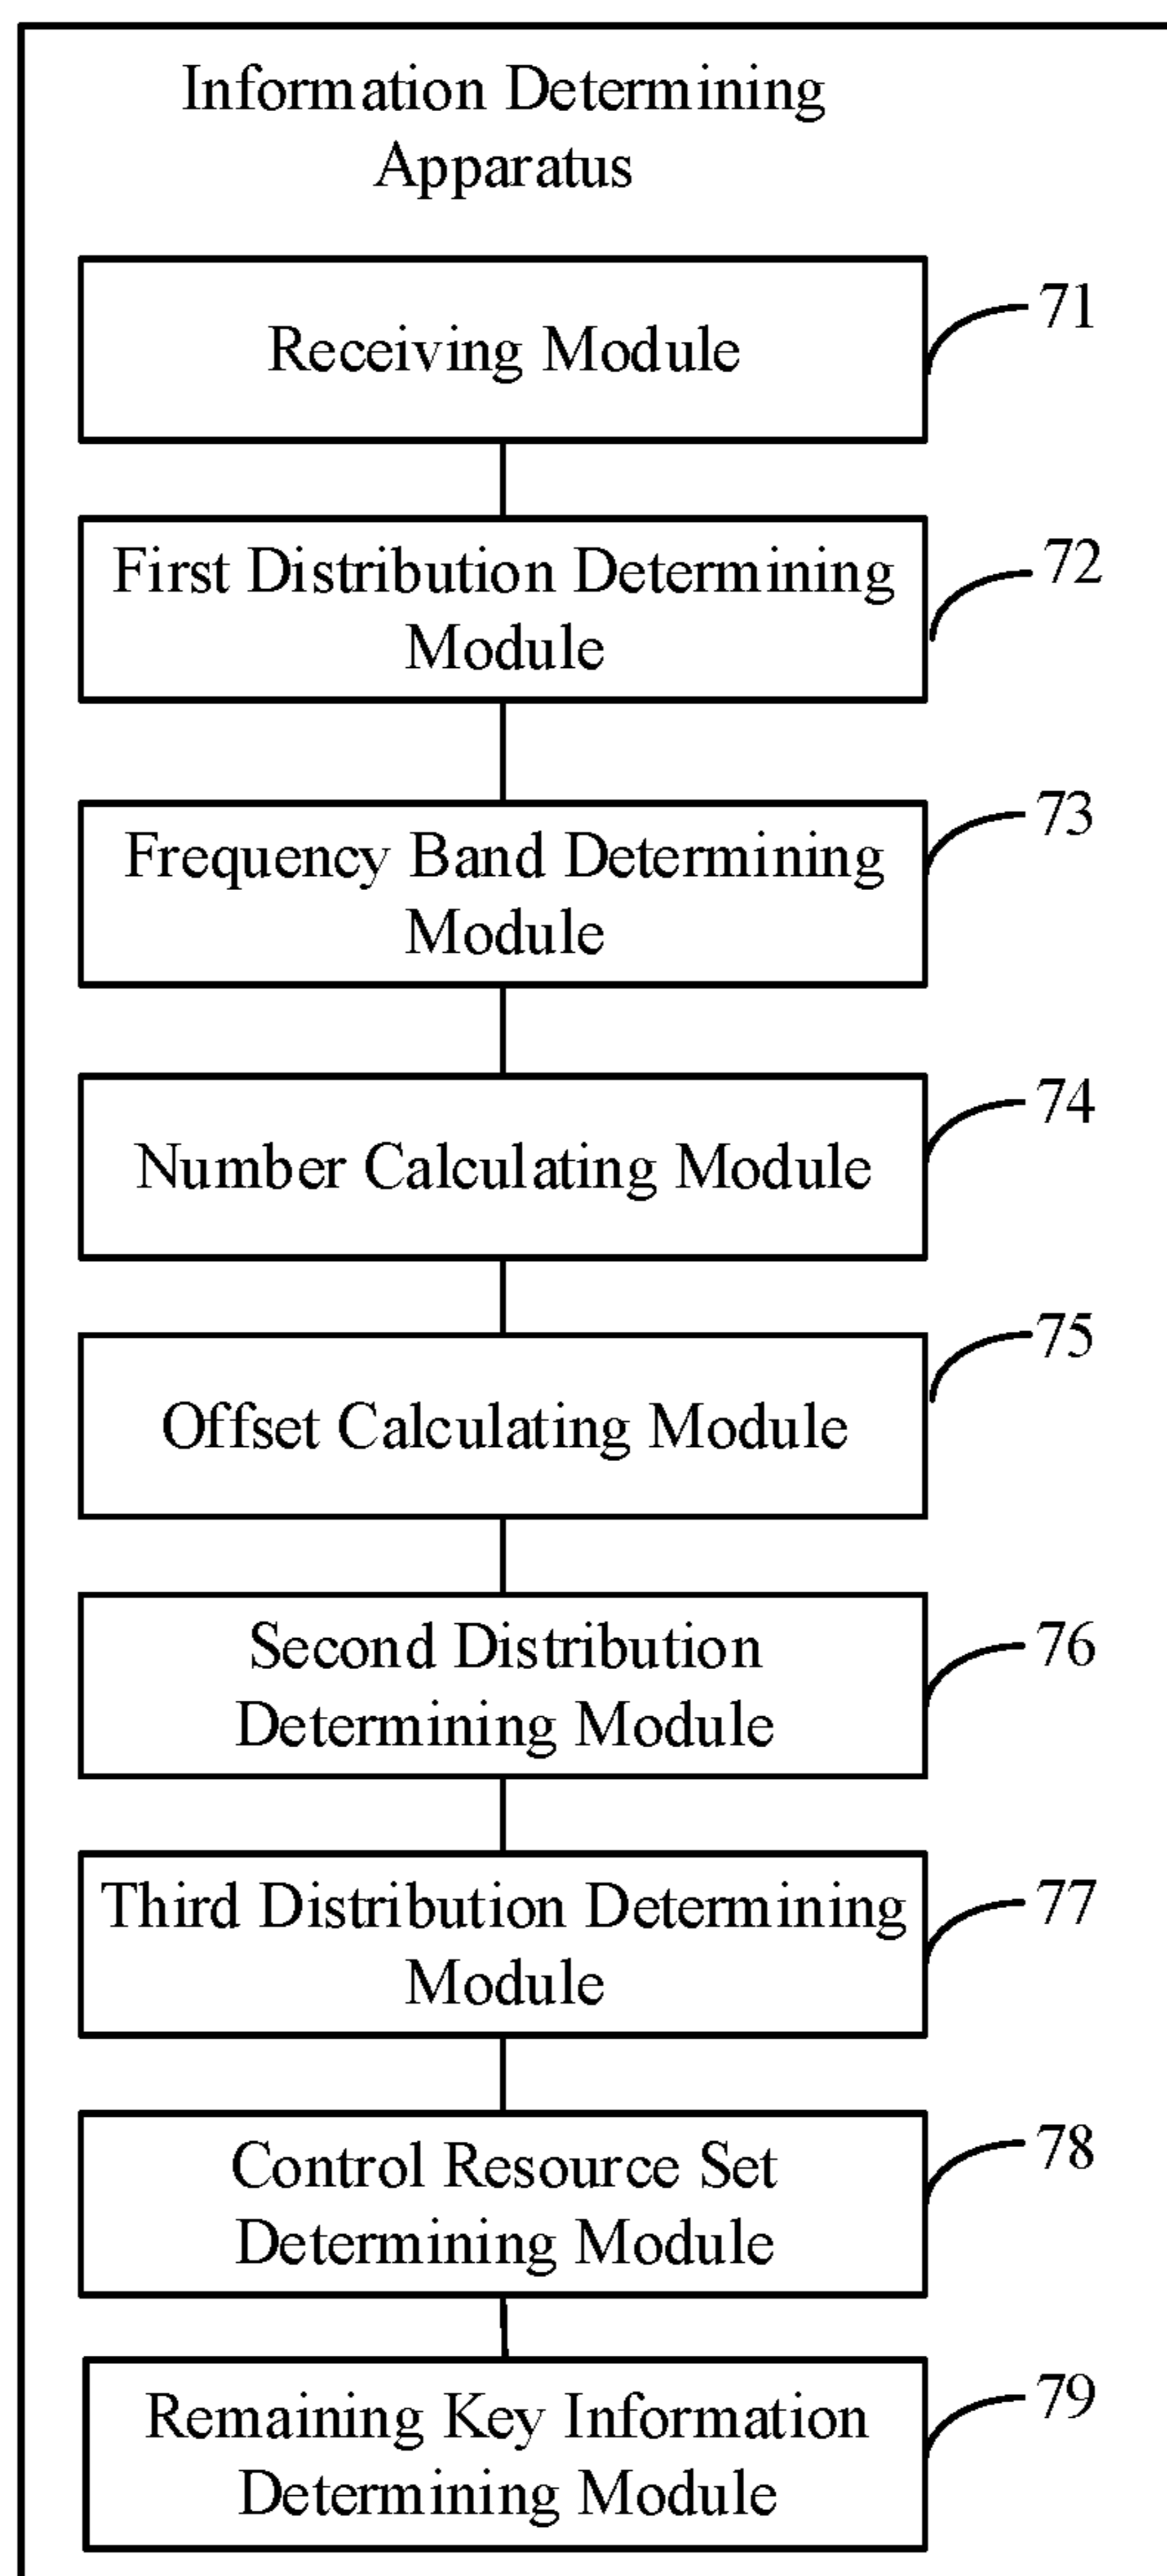 Information Determining
Apparatus
Receiving Module
71
First Distribution Determining
Module
72
Frequency Band Determining
Module
73
Number Calculating Module
74
Offset Calculating Module
75
Second Distribution
Determining Module
76
Third Distribution Determining
Module
77
Control Resource Set
Determining Module
78
Remaining Key Information
Determining Module
79